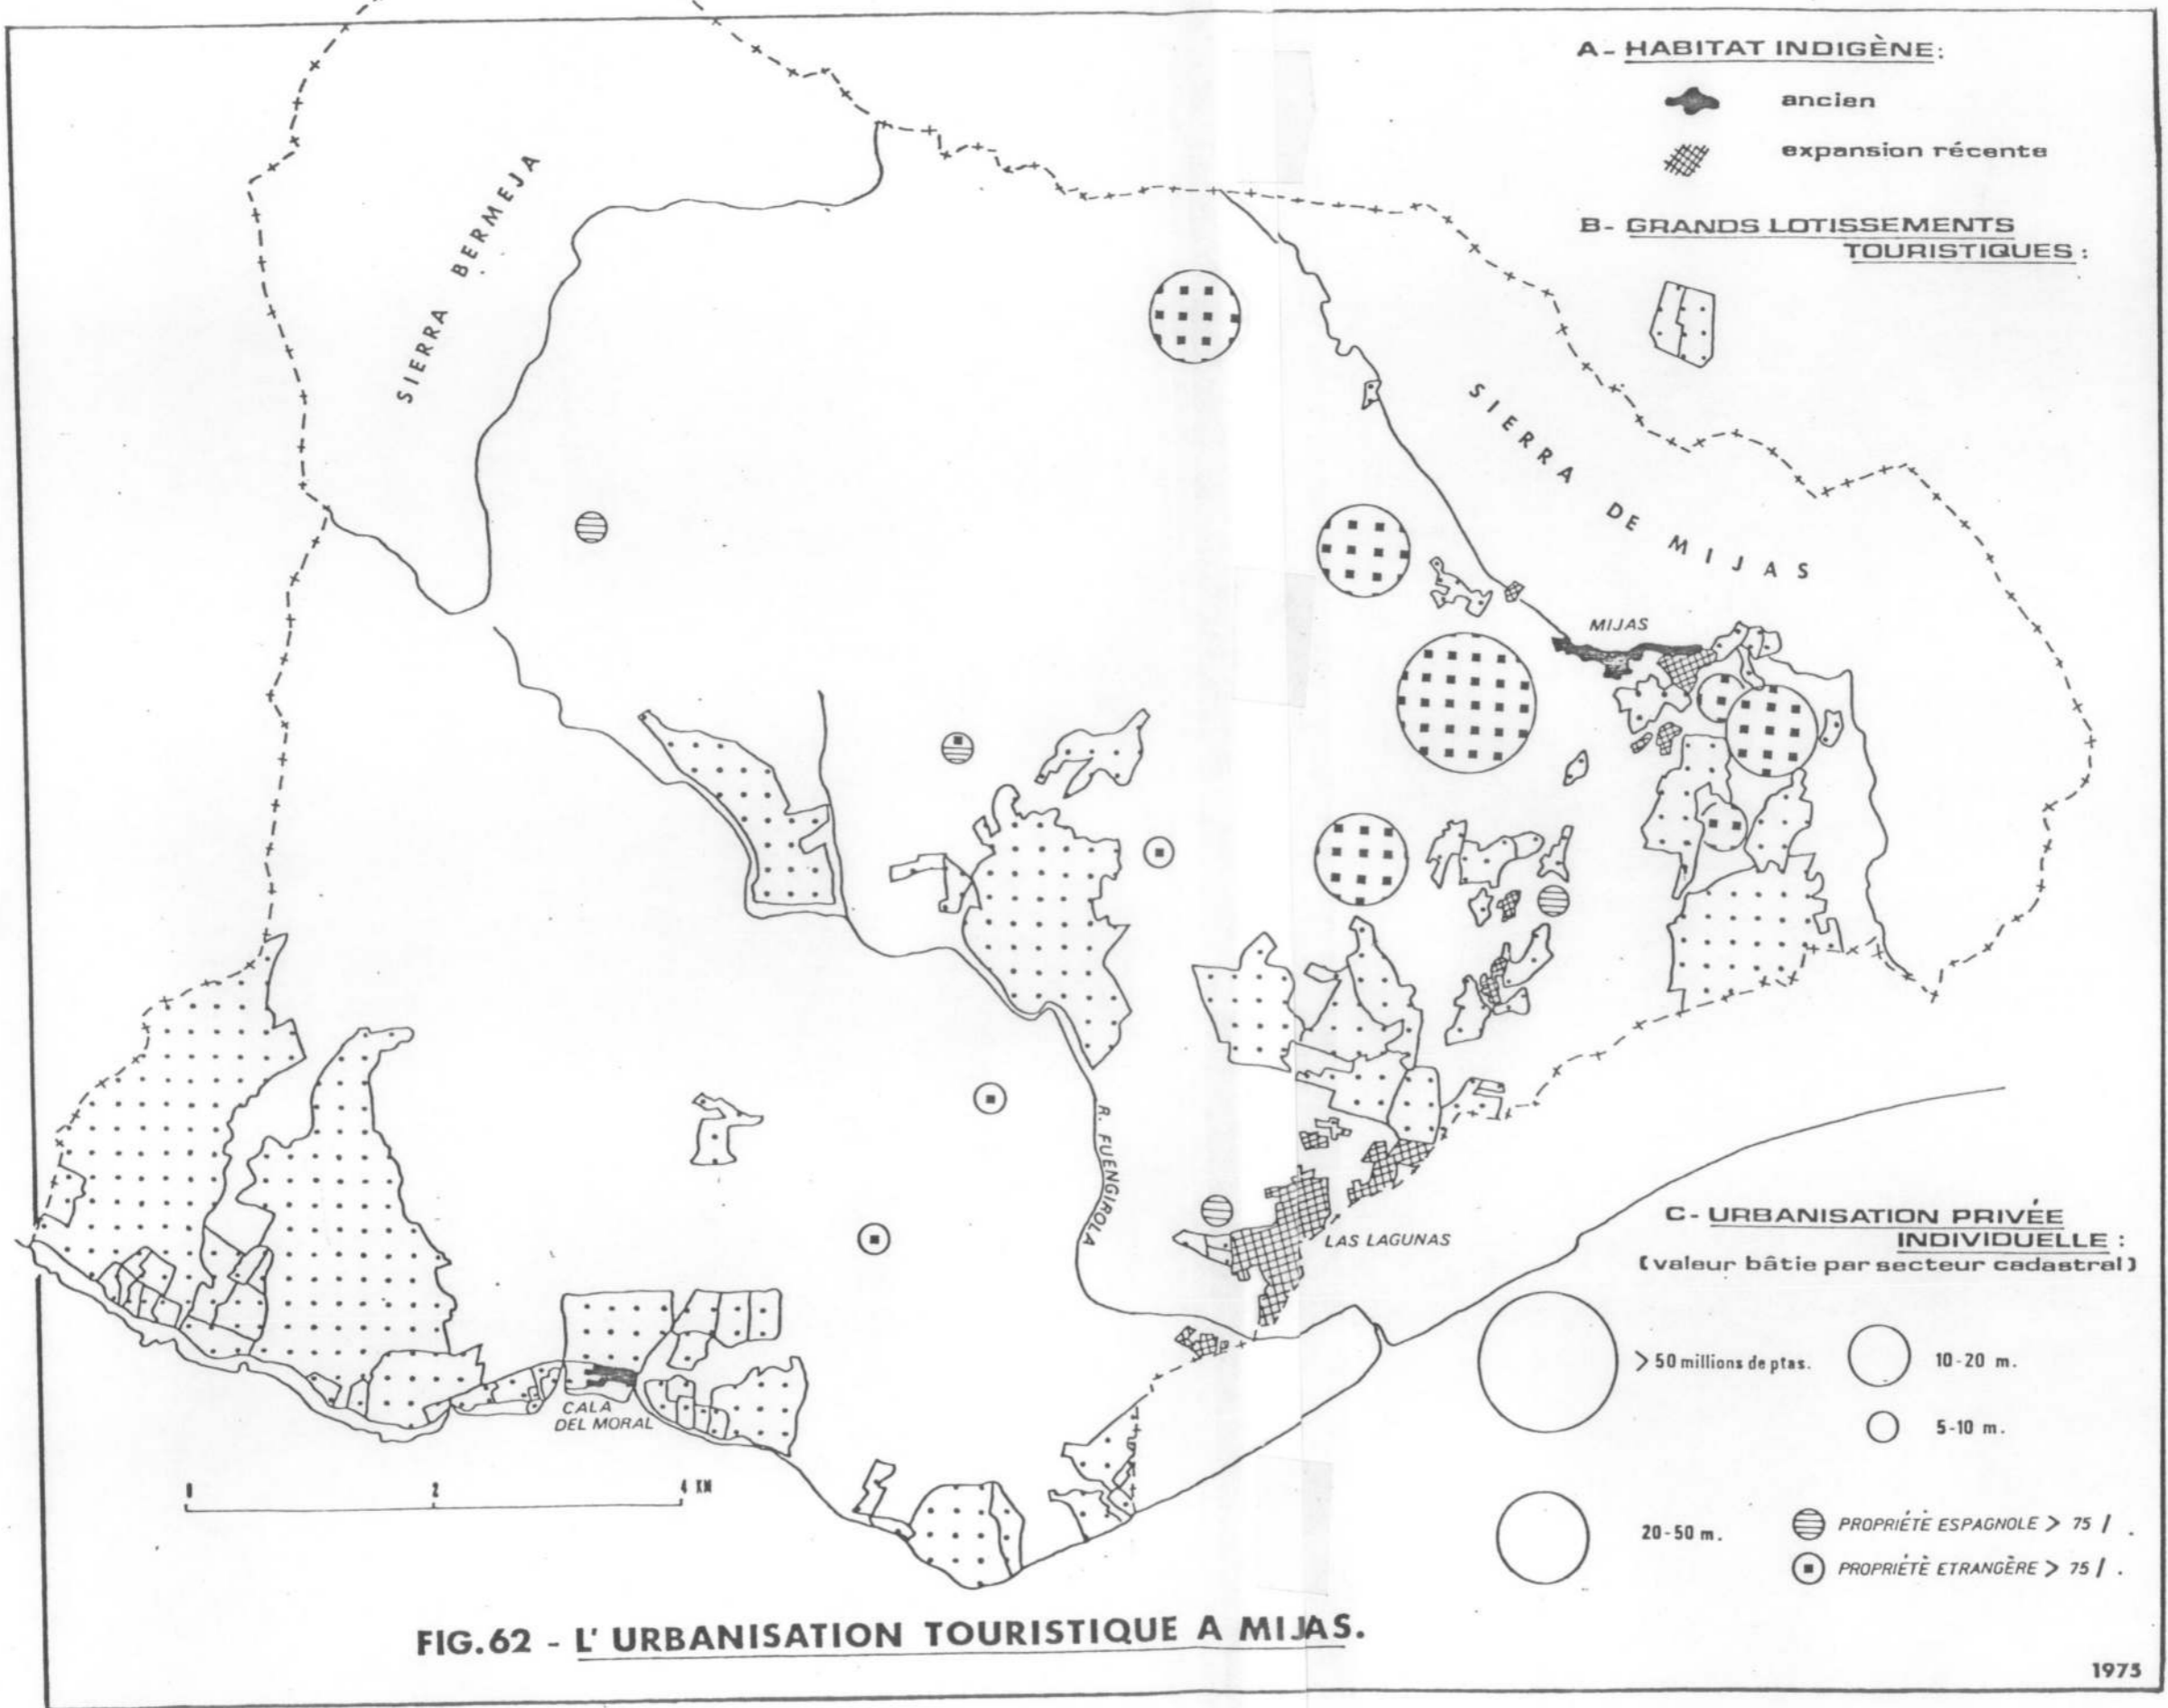 A - HABITAT INDIGÈNE:
ancien
expansion récente
B - GRANDS LOTISSEMENTS
TOURISTIQUES :
SIERRA BERMEJA
SIERRA DE MIJAS
MIJAS
R. FUENGIROLA
LAS LAGUNAS
CALA
DEL MORAL
0 2 4 KM
C - URBANISATION PRIVÉE
INDIVIDUELLE :
(valeur bâtie par secteur cadastral)
> 50 millions de ptas.
10-20 m.
5-10 m.
20-50 m.
PROPRIÉTÉ ESPAGNOLE > 75 / .
PROPRIÉTÈ ETRANGÈRE > 75 / .
FIG.62 - L' URBANISATION TOURISTIQUE A MIJAS.
1975